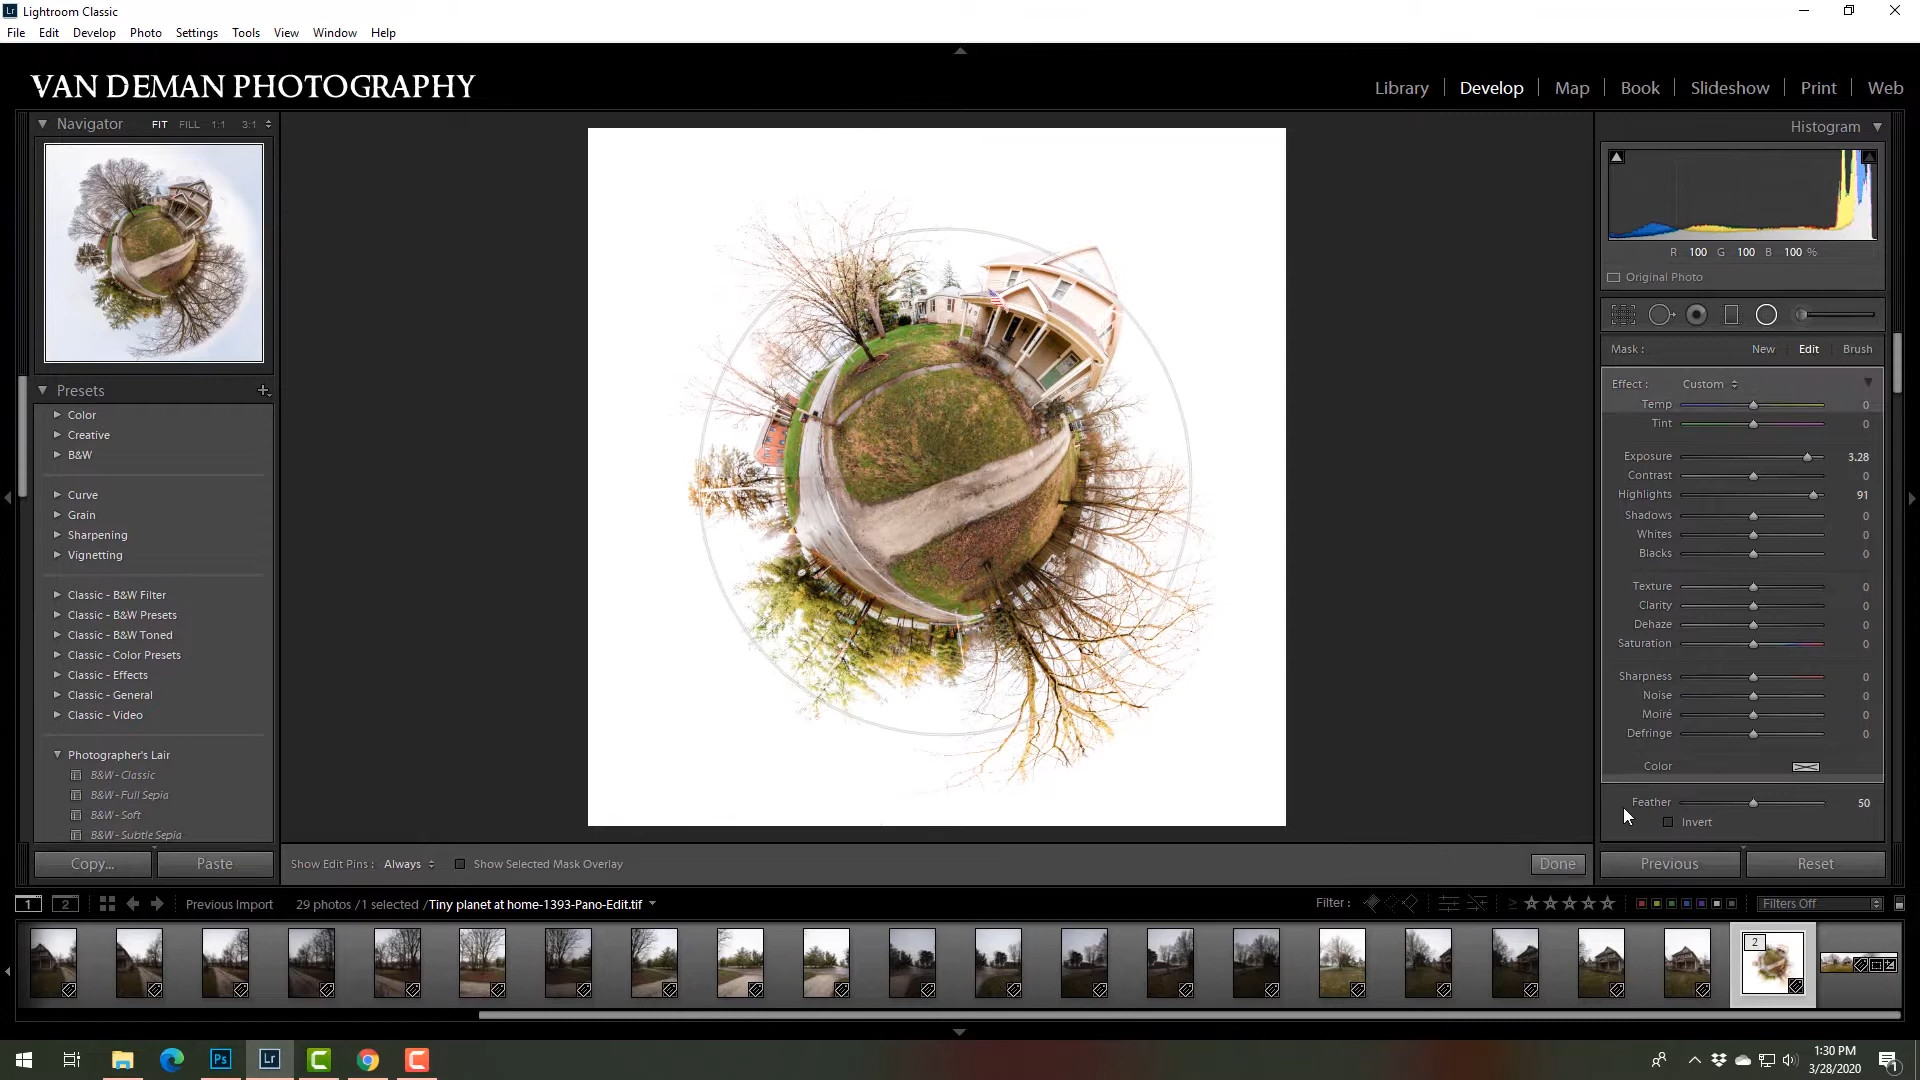 Lightroom Classic
File Edit Develop Photo Settings Tools View Window Help
VAN DEMAN PHOTOGRAPHY
Library Develop Map Book Slideshow Print Web
Navigator FIT FILL 1:1 3:1
Presets
Color
Creative
B&W
Curve
Grain
Sharpening
Vignetting
Classic - B&W Filter
Classic - B&W Presets
Classic - B&W Toned
Classic - Color Presets
Classic - Effects
Classic - General
Classic - Video
Photographer's Lair
B&W - Classic
B&W - Full Sepia
B&W - Soft
B&W - Subtle Sepia
Copy... Paste
Show Edit Pins : Always Show Selected Mask Overlay Done
Histogram
R 100 G 100 B 100 %
Original Photo
Mask : New Edit Brush
Effect : Custom
Temp 0
Tint 0
Exposure 3.28
Contrast 0
Highlights 91
Shadows 0
Whites 0
Blacks 0
Texture 0
Clarity 0
Dehaze 0
Saturation 0
Sharpness 0
Noise 0
Moiré 0
Defringe 0
Color
Feather 50
Invert
Previous Reset
1 2 Previous Import 29 photos /1 selected /Tiny planet at home-1393-Pano-Edit.tif Filter : Filters Off
2
Ps Lr
1:30 PM
3/28/2020
1